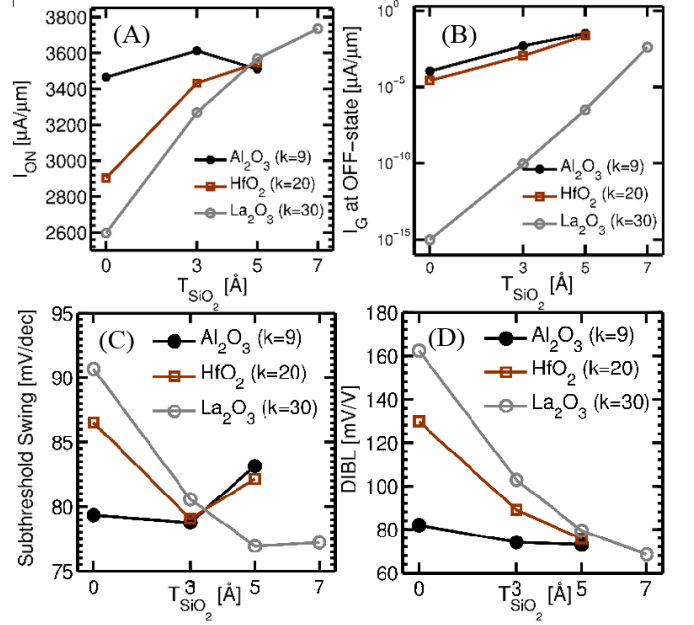 3800
3600
3400
3200
3000
2800
2600
I_ON [μA/μm]
(A)
Al₂O₃ (k=9)
HfO₂ (k=20)
La₂O₃ (k=30)
0 3 5 7
T_SiO₂ [Å]
10⁻⁵
10⁻¹⁰
10⁻¹⁵
I_G at OFF−state [μA/μm]
(B)
Al₂O₃ (k=9)
HfO₂ (k=20)
La₂O₃ (k=30)
0 3 5 7
T_SiO₂ [Å]
95
90
85
80
75
Subthreshold Swing [mV/dec]
(C)
Al₂O₃ (k=9)
HfO₂ (k=20)
La₂O₃ (k=30)
0 3 5 7
T_SiO₂ [Å]
180
160
140
120
100
80
60
DIBL [mV/V]
(D)
Al₂O₃ (k=9)
HfO₂ (k=20)
La₂O₃ (k=30)
0 3 5 7
T_SiO₂ [Å]